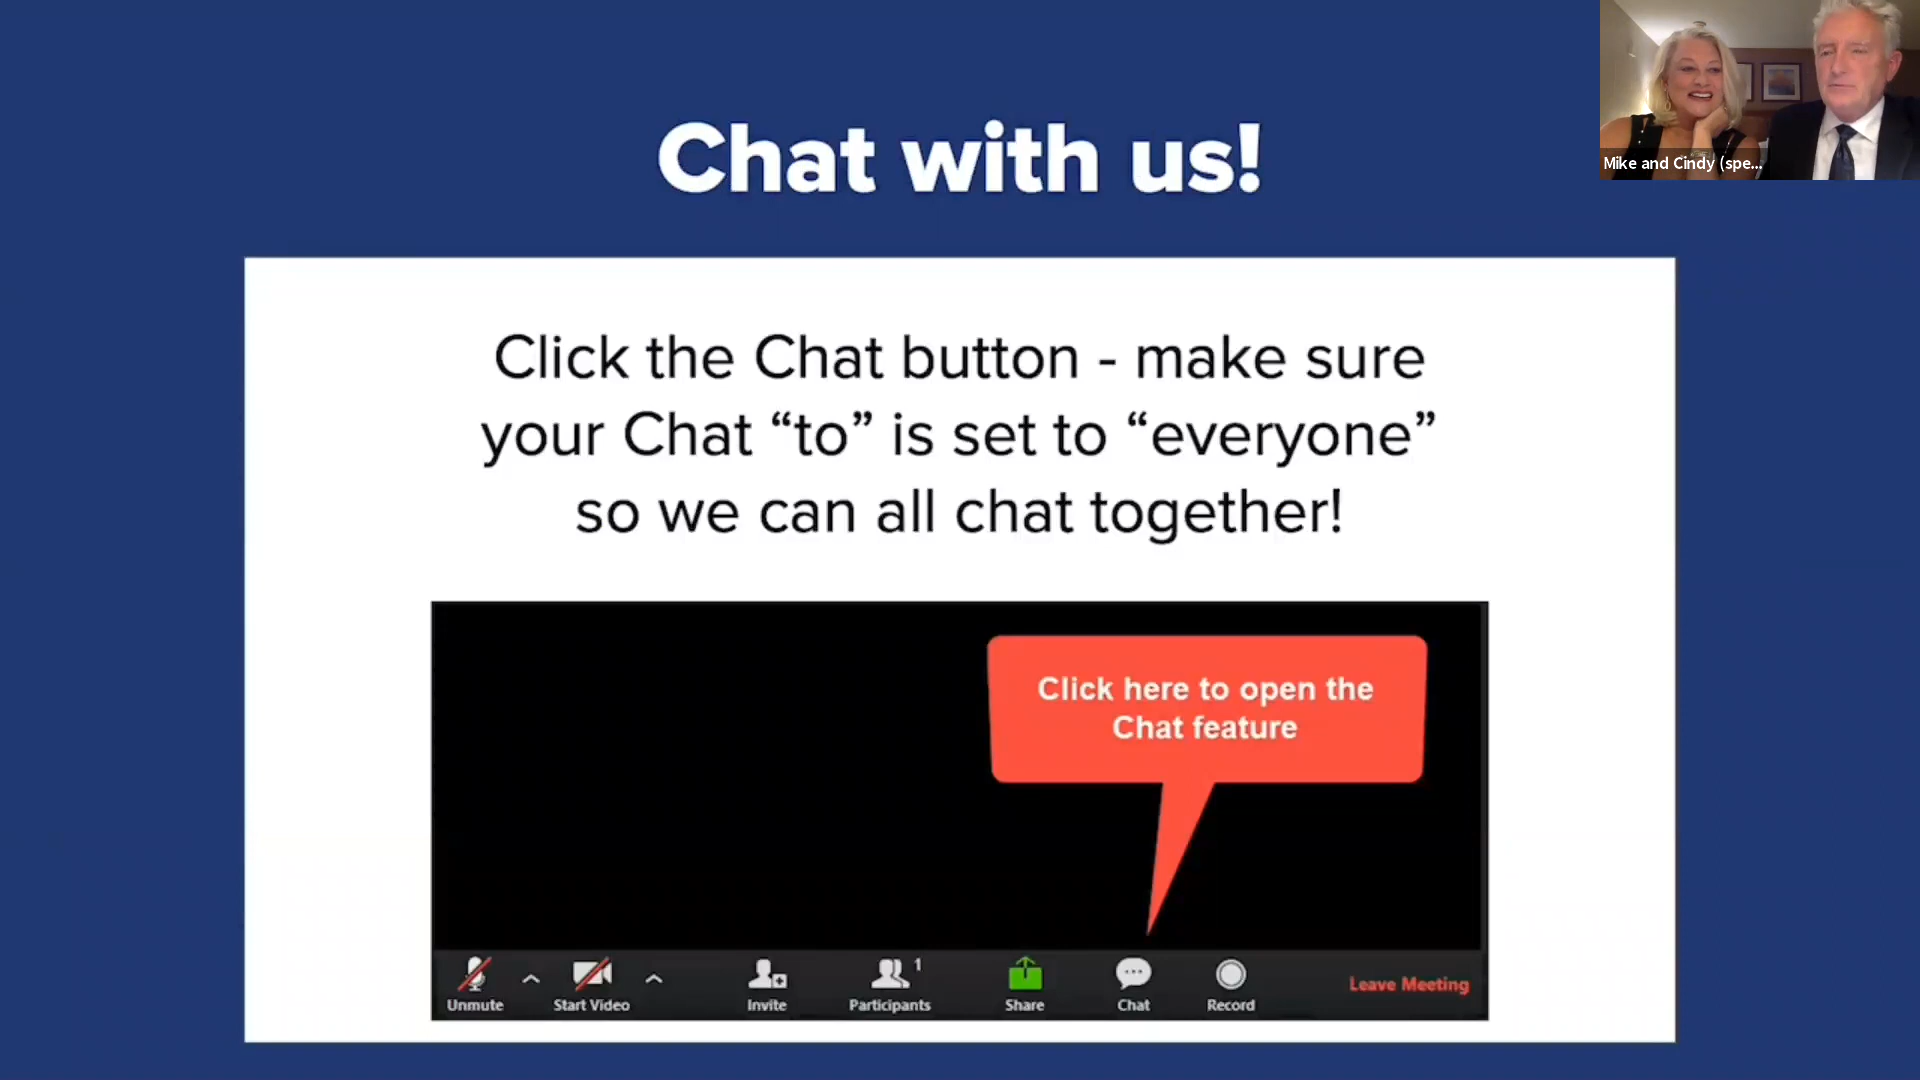 Chat with us!
Mike and Cindy (spe...
Click the Chat button - make sure
your Chat “to” is set to “everyone”
so we can all chat together!
Click here to open the
Chat feature
1
Unmute
Start Video
Invite
Participants
Share
Chat
Record
Leave Meeting